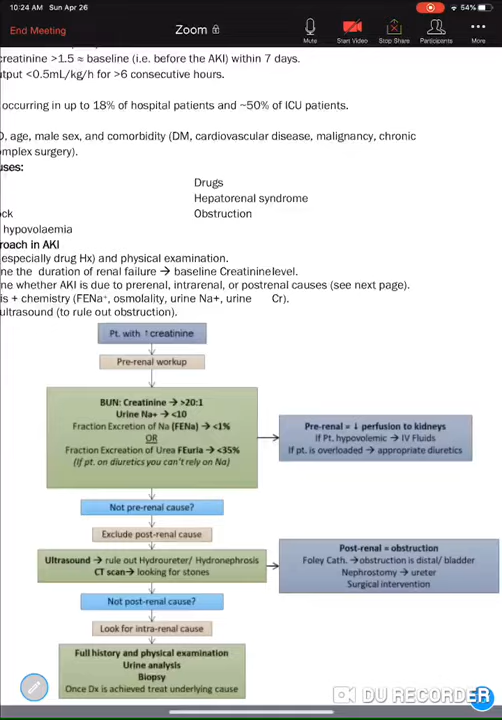 10:24 AM Sun Apr 26
54%
End Meeting
Zoom
Mute
Start Video
Stop Share
Participants
More
creatinine >1.5 ≈ baseline (i.e. before the AKI) within 7 days.
tput <0.5mL/kg/h for >6 consecutive hours.
occurring in up to 18% of hospital patients and ~50% of ICU patients.
D, age, male sex, and comorbidity (DM, cardiovascular disease, malignancy, chronic
omplex surgery).
uses:
Drugs
Hepatorenal syndrome
ock
Obstruction
hypovolaemia
roach in AKI
(especially drug Hx) and physical examination.
ne the duration of renal failure → baseline Creatinine level.
ne whether AKI is due to prerenal, intrarenal, or postrenal causes (see next page).
is + chemistry (FENa⁺, osmolality, urine Na+, urine Cr).
ultrasound (to rule out obstruction).
Pt. with ↑creatinine
Pre-renal workup
BUN: Creatinine → >20:1
Urine Na+ → <10
Fraction Excretion of Na (FENa) → <1%
OR
Fraction Excreation of Urea FEuria → <35%
(If pt. on diuretics you can't rely on Na)
Pre-renal = ↓ perfusion to kidneys
If Pt. hypovolemic → IV Fluids
If pt. is overloaded → appropriate diuretics
Not pre-renal cause?
Exclude post-renal cause
Ultrasound → rule out Hydroureter/ Hydronephrosis
CT scan→ looking for stones
Post-renal = obstruction
Foley Cath. →obstruction is distal/ bladder
Nephrostomy → ureter
Surgical intervention
Not post-renal cause?
Look for intra-renal cause
Full history and physical examination
Urine analysis
Biopsy
Once Dx is achieved treat underlying cause
DU RECORDER